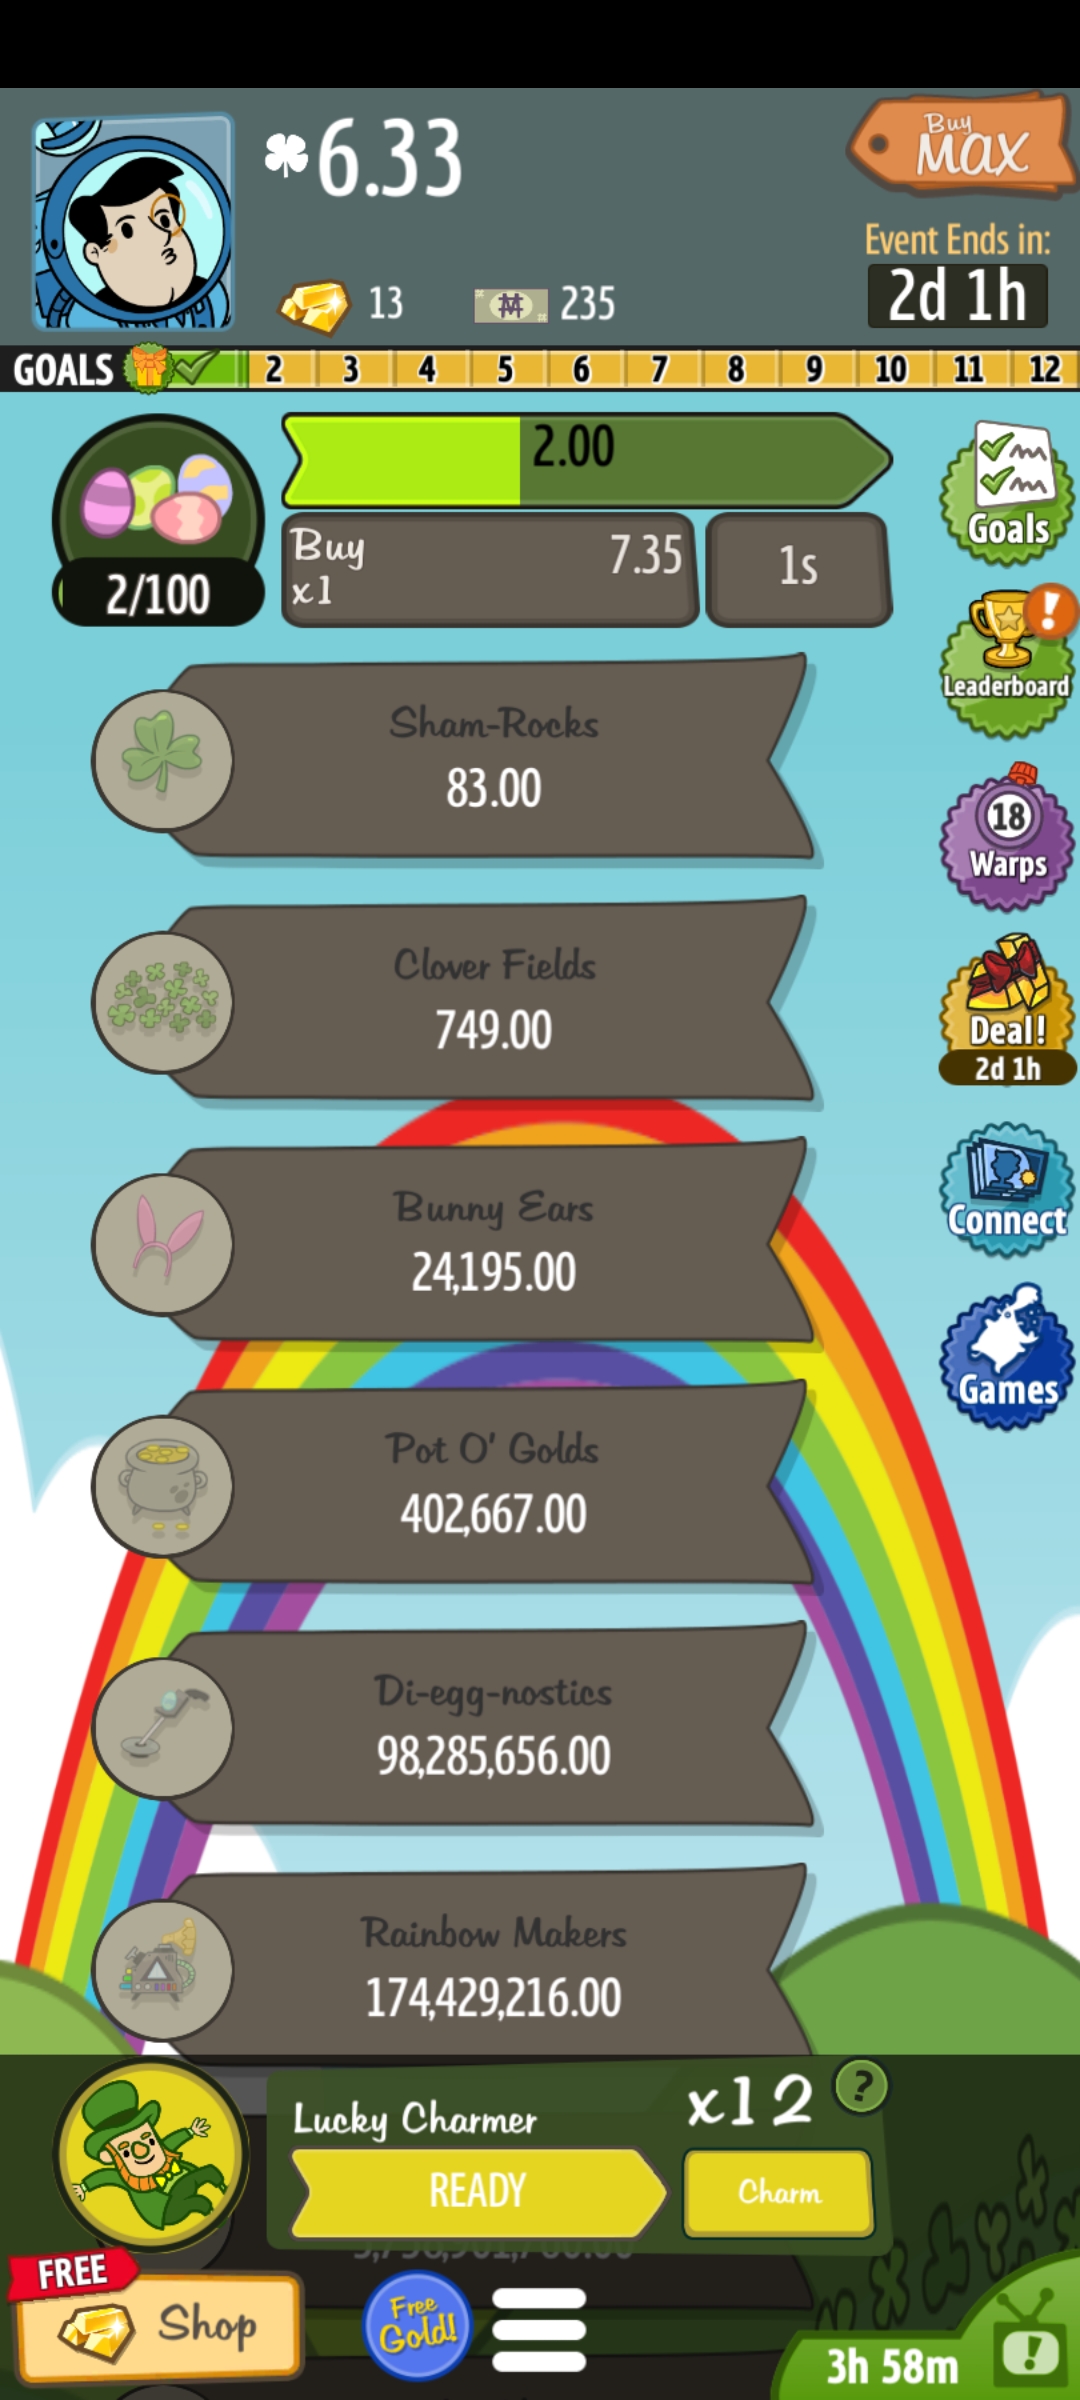 6.33
Buy
MAX
Event Ends in:
2d 1h
13
235
GOALS 2 3 4 5 6 7 8 9 10 11 12
2.00
2/100
Buy
x1
7.35
1s
Goals
Leaderboard
Sham-Rocks
83.00
18
Warps
Clover Fields
749.00
Deal!
2d 1h
Bunny Ears
24,195.00
Connect
Games
Pot O' Golds
402,667.00
Di-egg-nostics
98,285,656.00
Rainbow Makers
174,429,216.00
Lucky Charmer
x12
?
READY
Charm
FREE
Shop
Free
Gold!
3h 58m